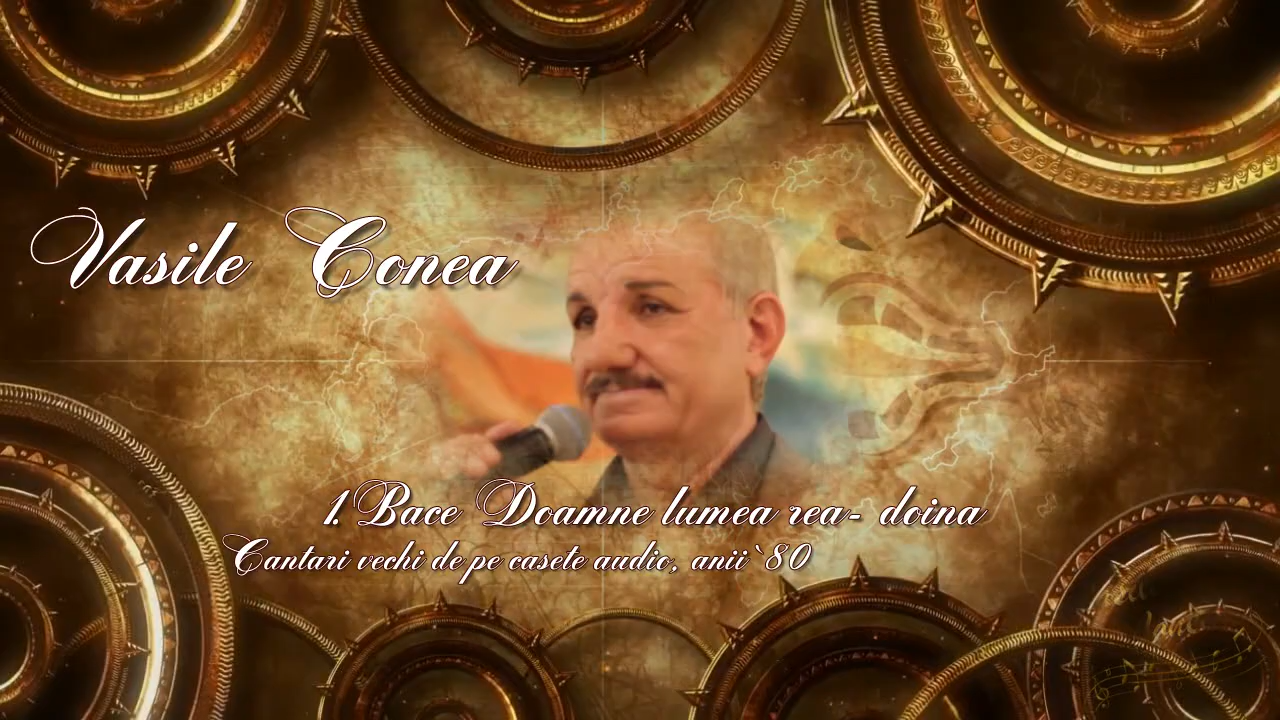 Vasile Conea
1. Bace Doamne lumea rea- doina
Cantari vechi de pe casete audio, anii`80